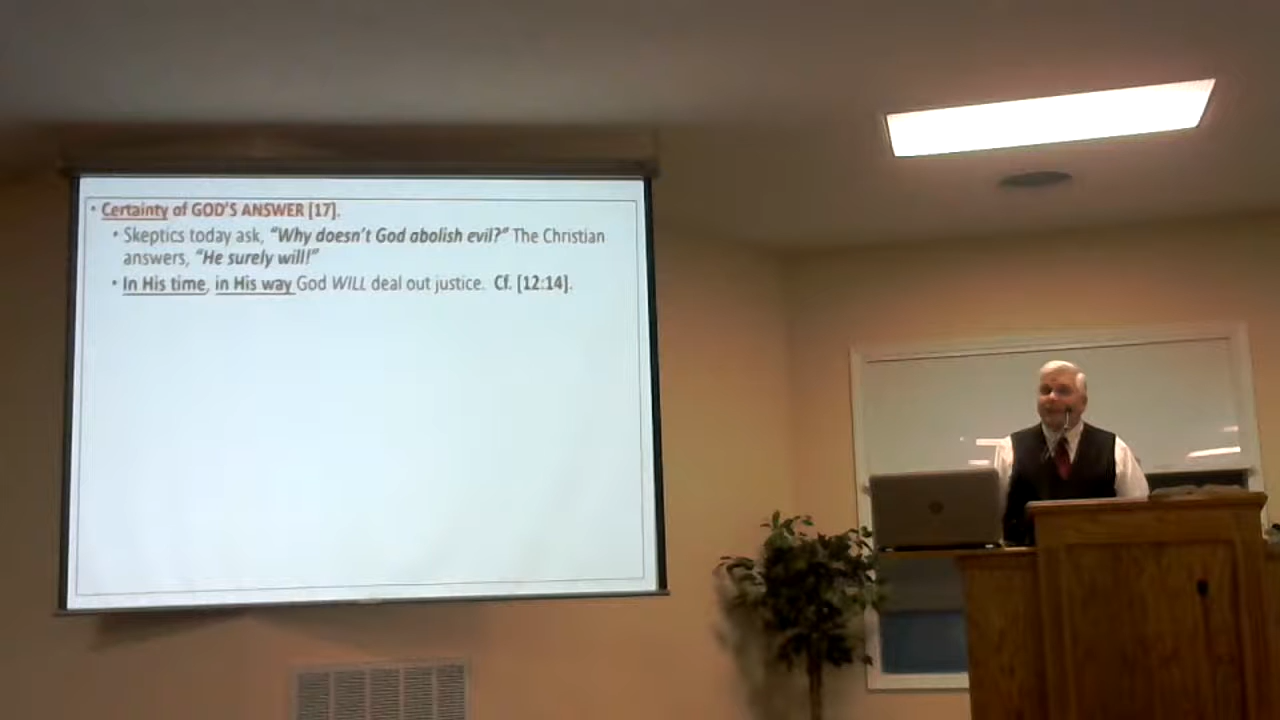 • Certainty of GOD'S ANSWER [17].
• Skeptics today ask, "Why doesn't God abolish evil?" The Christian
answers, "He surely will!"
• In His time, in His way God WILL deal out justice. Cf. [12:14].